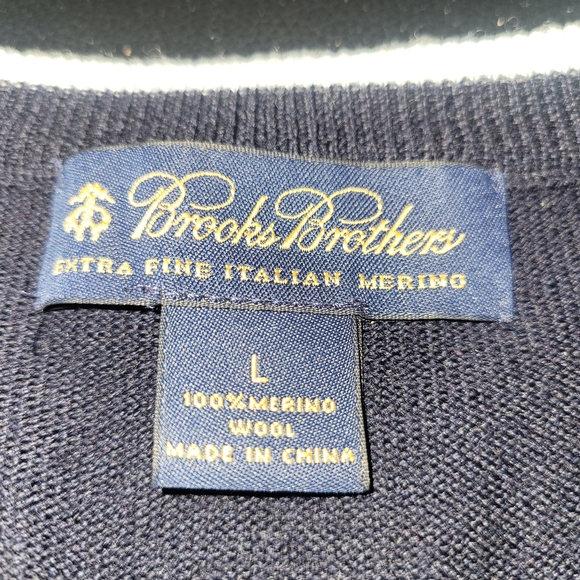 Brooks Brothers
EXTRA FINE ITALIAN MERINO
L
100% MERINO
WOOL
MADE IN CHINA